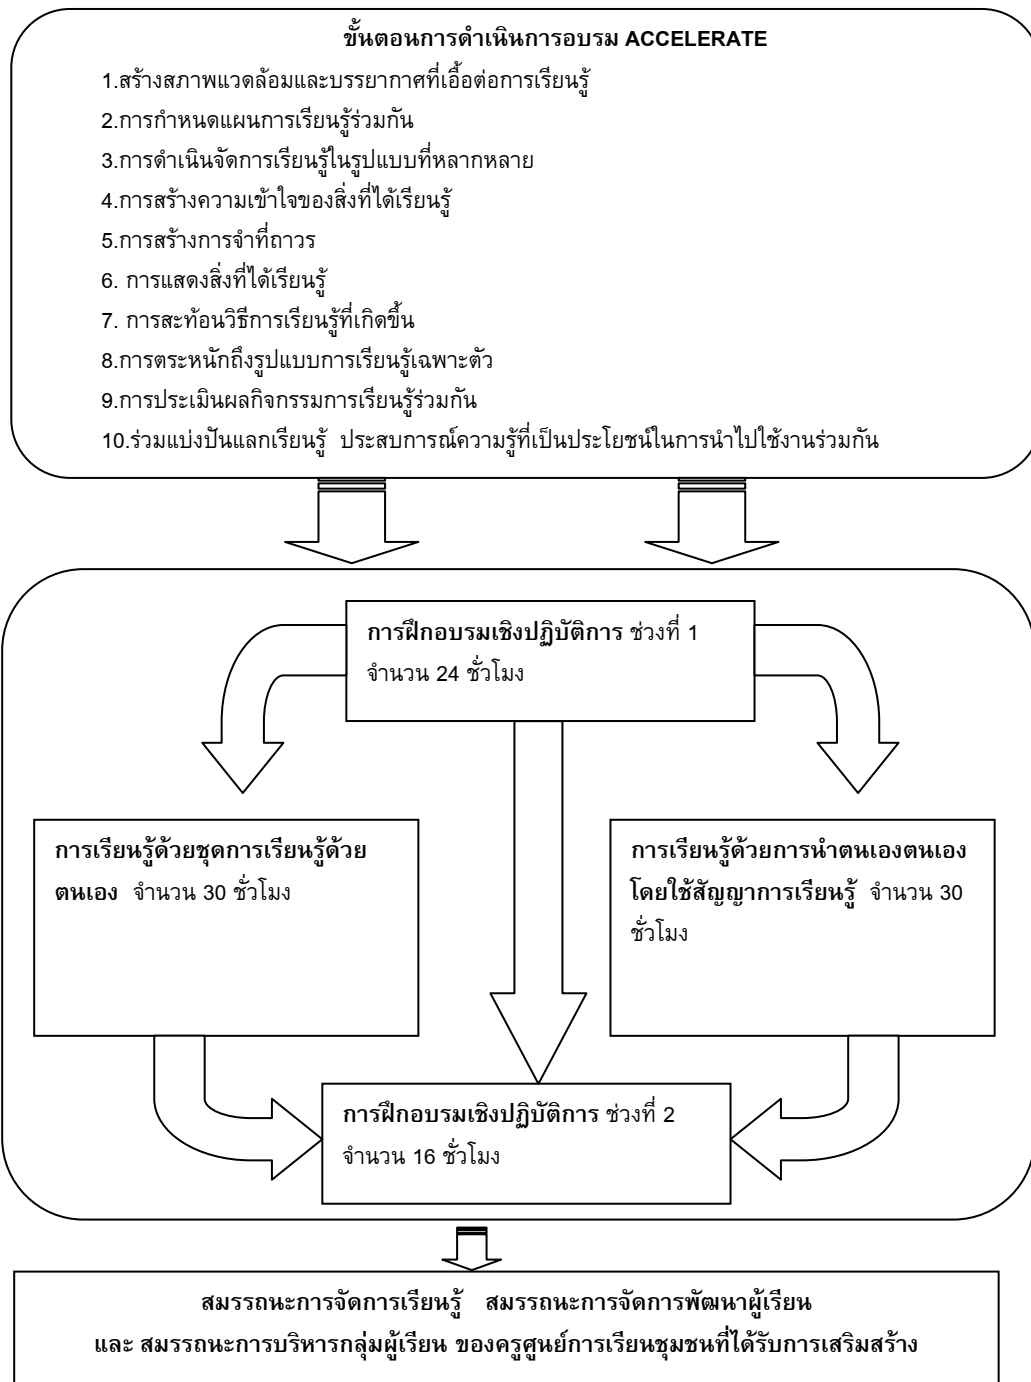 ขั้นตอนการดำเนินการอบรม ACCELERATE
1.สร้างสภาพแวดล้อมและบรรยากาศที่เอื้อต่อการเรียนรู้
2.การกำหนดแผนการเรียนรู้ร่วมกัน
3.การดำเนินจัดการเรียนรู้ในรูปแบบที่หลากหลาย
4.การสร้างความเข้าใจของสิ่งที่ได้เรียนรู้
5.การสร้างการจำที่ถาวร
6. การแสดงสิ่งที่ได้เรียนรู้
7. การสะท้อนวิธีการเรียนรู้ที่เกิดขึ้น
8.การตระหนักถึงรูปแบบการเรียนรู้เฉพาะตัว
9.การประเมินผลกิจกรรมการเรียนรู้ร่วมกัน
10.ร่วมแบ่งปันแลกเรียนรู้ ประสบการณ์ความรู้ที่เป็นประโยชน์ในการนำไปใช้งานร่วมกัน
การฝึกอบรมเชิงปฏิบัติการ ช่วงที่ 1
จำนวน 24 ชั่วโมง
การเรียนรู้ด้วยชุดการเรียนรู้ด้วย
ตนเอง จำนวน 30 ชั่วโมง
การเรียนรู้ด้วยการนำตนเองตนเอง
โดยใช้สัญญาการเรียนรู้ จำนวน 30
ชั่วโมง
การฝึกอบรมเชิงปฏิบัติการ ช่วงที่ 2
จำนวน 16 ชั่วโมง
สมรรถนะการจัดการเรียนรู้ สมรรถนะการจัดการพัฒนาผู้เรียน
และ สมรรถนะการบริหารกลุ่มผู้เรียน ของครูศูนย์การเรียนชุมชนที่ได้รับการเสริมสร้าง